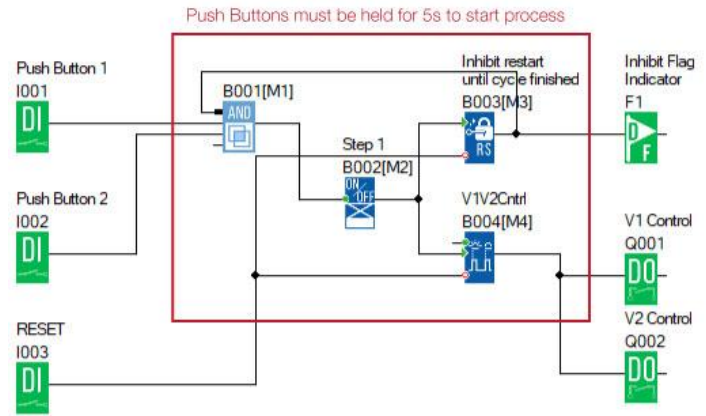 Push Buttons must be held for 5s to start process
Push Button 1
I001
DI
B001[M1]
AND
Inhibit restart
until cycle finished
B003[M3]
RS
Inhibit Flag
Indicator
F1
D
F
Step 1
B002[M2]
ON/
OFF
Push Button 2
I002
DI
V1V2Cntrl
B004[M4]
V1 Control
Q001
DO
V2 Control
Q002
DO
RESET
I003
DI